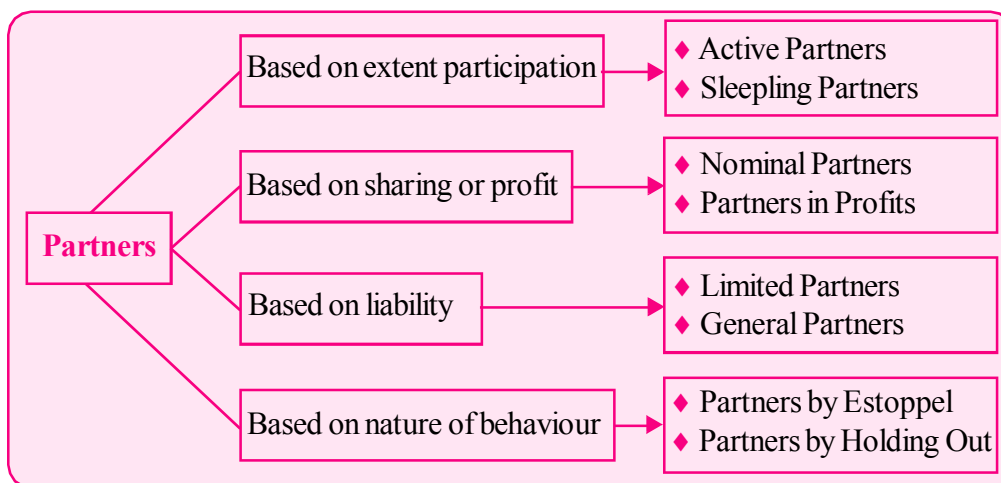 Partners
Based on extent participation
♦ Active Partners
♦ Sleepling Partners
Based on sharing or profit
♦ Nominal Partners
♦ Partners in Profits
Based on liability
♦ Limited Partners
♦ General Partners
Based on nature of behaviour
♦ Partners by Estoppel
♦ Partners by Holding Out